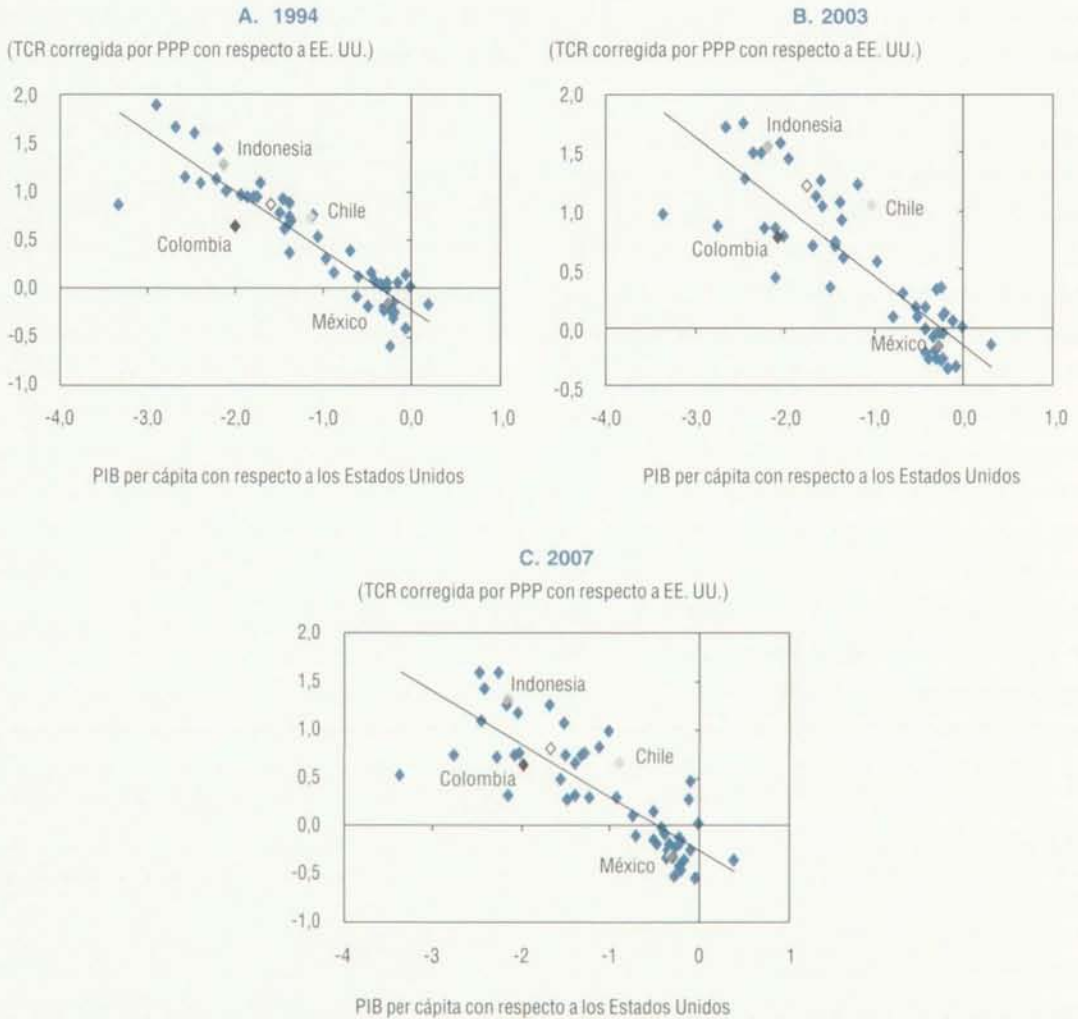 A. 1994
(TCR corregida por PPP con respecto a EE. UU.)
2,0
1,5
1,0
0,5
0,0
-0,5
-1,0
Indonesia
Chile
Colombia
México
-4,0 -3,0 -2,0 -1,0 0,0 1,0
PIB per cápita con respecto a los Estados Unidos
B. 2003
(TCR corregida por PPP con respecto a EE. UU.)
2,0
1,5
1,0
0,5
0,0
-0,5
Indonesia
Chile
Colombia
México
-4,0 -3,0 -2,0 -1,0 0,0 1,0
PIB per cápita con respecto a los Estados Unidos
C. 2007
(TCR corregida por PPP con respecto a EE. UU.)
2,0
1,5
1,0
0,5
0,0
-0,5
-1,0
Indonesia
Chile
Colombia
México
-4 -3 -2 -1 0 1
PIB per cápita con respecto a los Estados Unidos